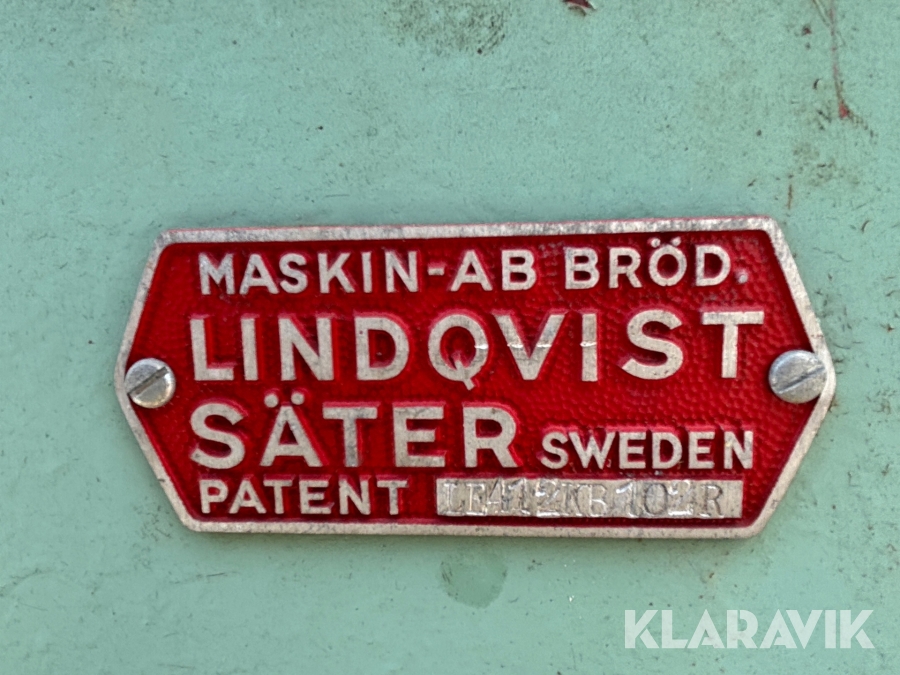 MASKIN-AB BRÖD.
LINDQVIST
SÄTER SWEDEN
PATENT
KLARAVIK